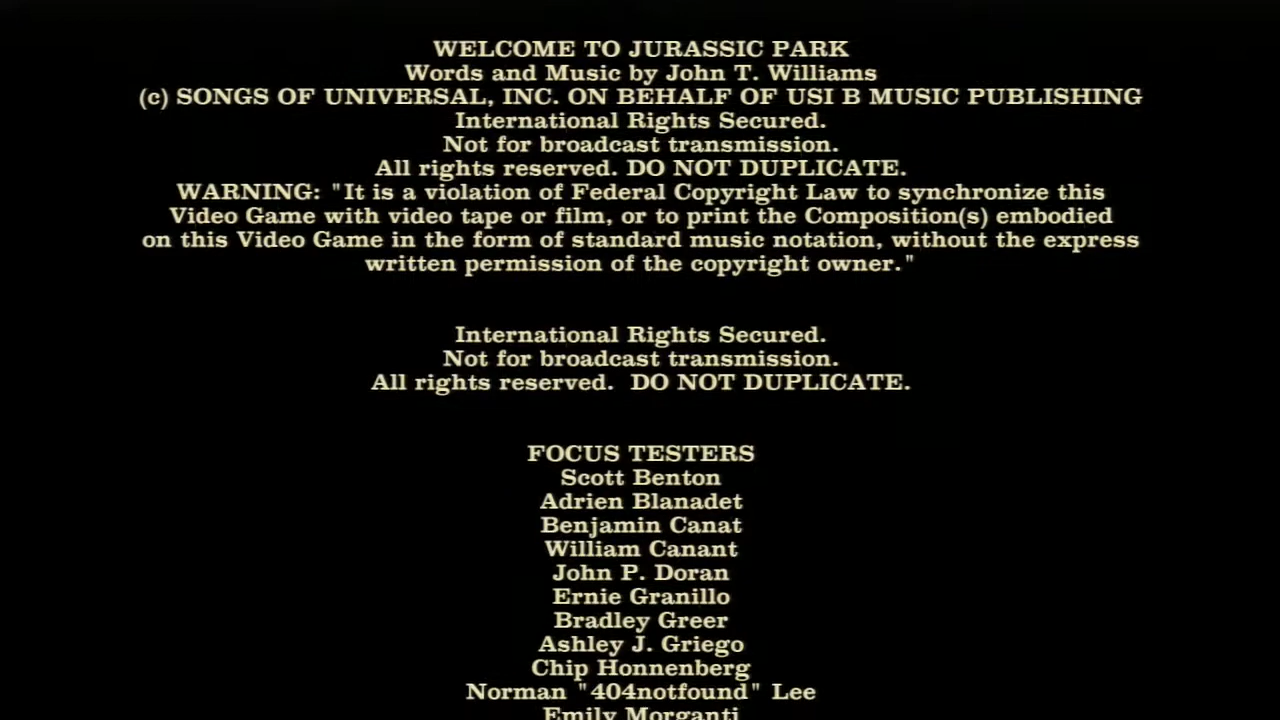 WELCOME TO JURASSIC PARK
Words and Music by John T. Williams
(c) SONGS OF UNIVERSAL, INC. ON BEHALF OF USI B MUSIC PUBLISHING
International Rights Secured.
Not for broadcast transmission.
All rights reserved. DO NOT DUPLICATE.
WARNING: "It is a violation of Federal Copyright Law to synchronize this
Video Game with video tape or film, or to print the Composition(s) embodied
on this Video Game in the form of standard music notation, without the express
written permission of the copyright owner."
International Rights Secured.
Not for broadcast transmission.
All rights reserved.  DO NOT DUPLICATE.
FOCUS TESTERS
Scott Benton
Adrien Blanadet
Benjamin Canat
William Canant
John P. Doran
Ernie Granillo
Bradley Greer
Ashley J. Griego
Chip Honnenberg
Norman "404notfound" Lee
Emily Morganti